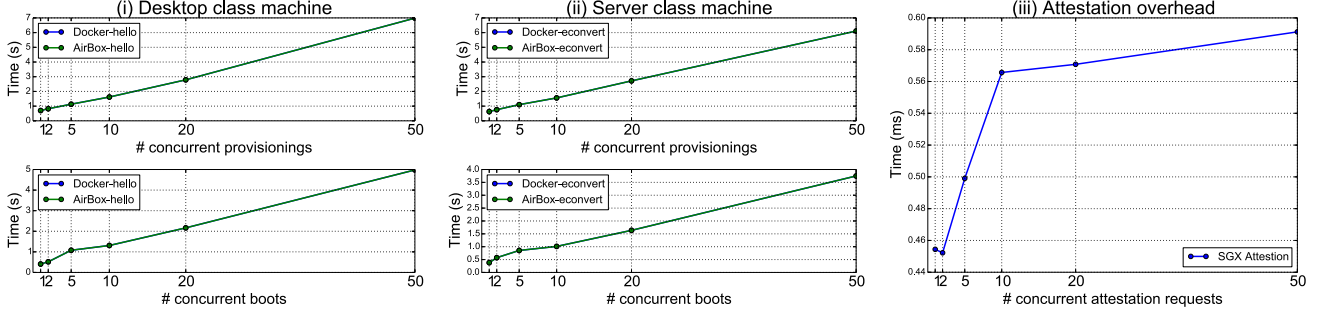 (i) Desktop class machine
Time (s)
7
6
5
4
3
2
1
0
Docker-hello
AirBox-hello
1 2 5 10 20 50
# concurrent provisionings
Time (s)
5
4
3
2
1
0
Docker-hello
AirBox-hello
1 2 5 10 20 50
# concurrent boots
(ii) Server class machine
Time (s)
7
6
5
4
3
2
1
0
Docker-econvert
AirBox-econvert
1 2 5 10 20 50
# concurrent provisionings
Time (s)
4.0
3.5
3.0
2.5
2.0
1.5
1.0
0.5
0.0
Docker-econvert
AirBox-econvert
1 2 5 10 20 50
# concurrent boots
(iii) Attestation overhead
Time (ms)
0.60
0.58
0.56
0.54
0.52
0.50
0.48
0.46
0.44
SGX Attestion
1 2 5 10 20 50
# concurrent attestation requests